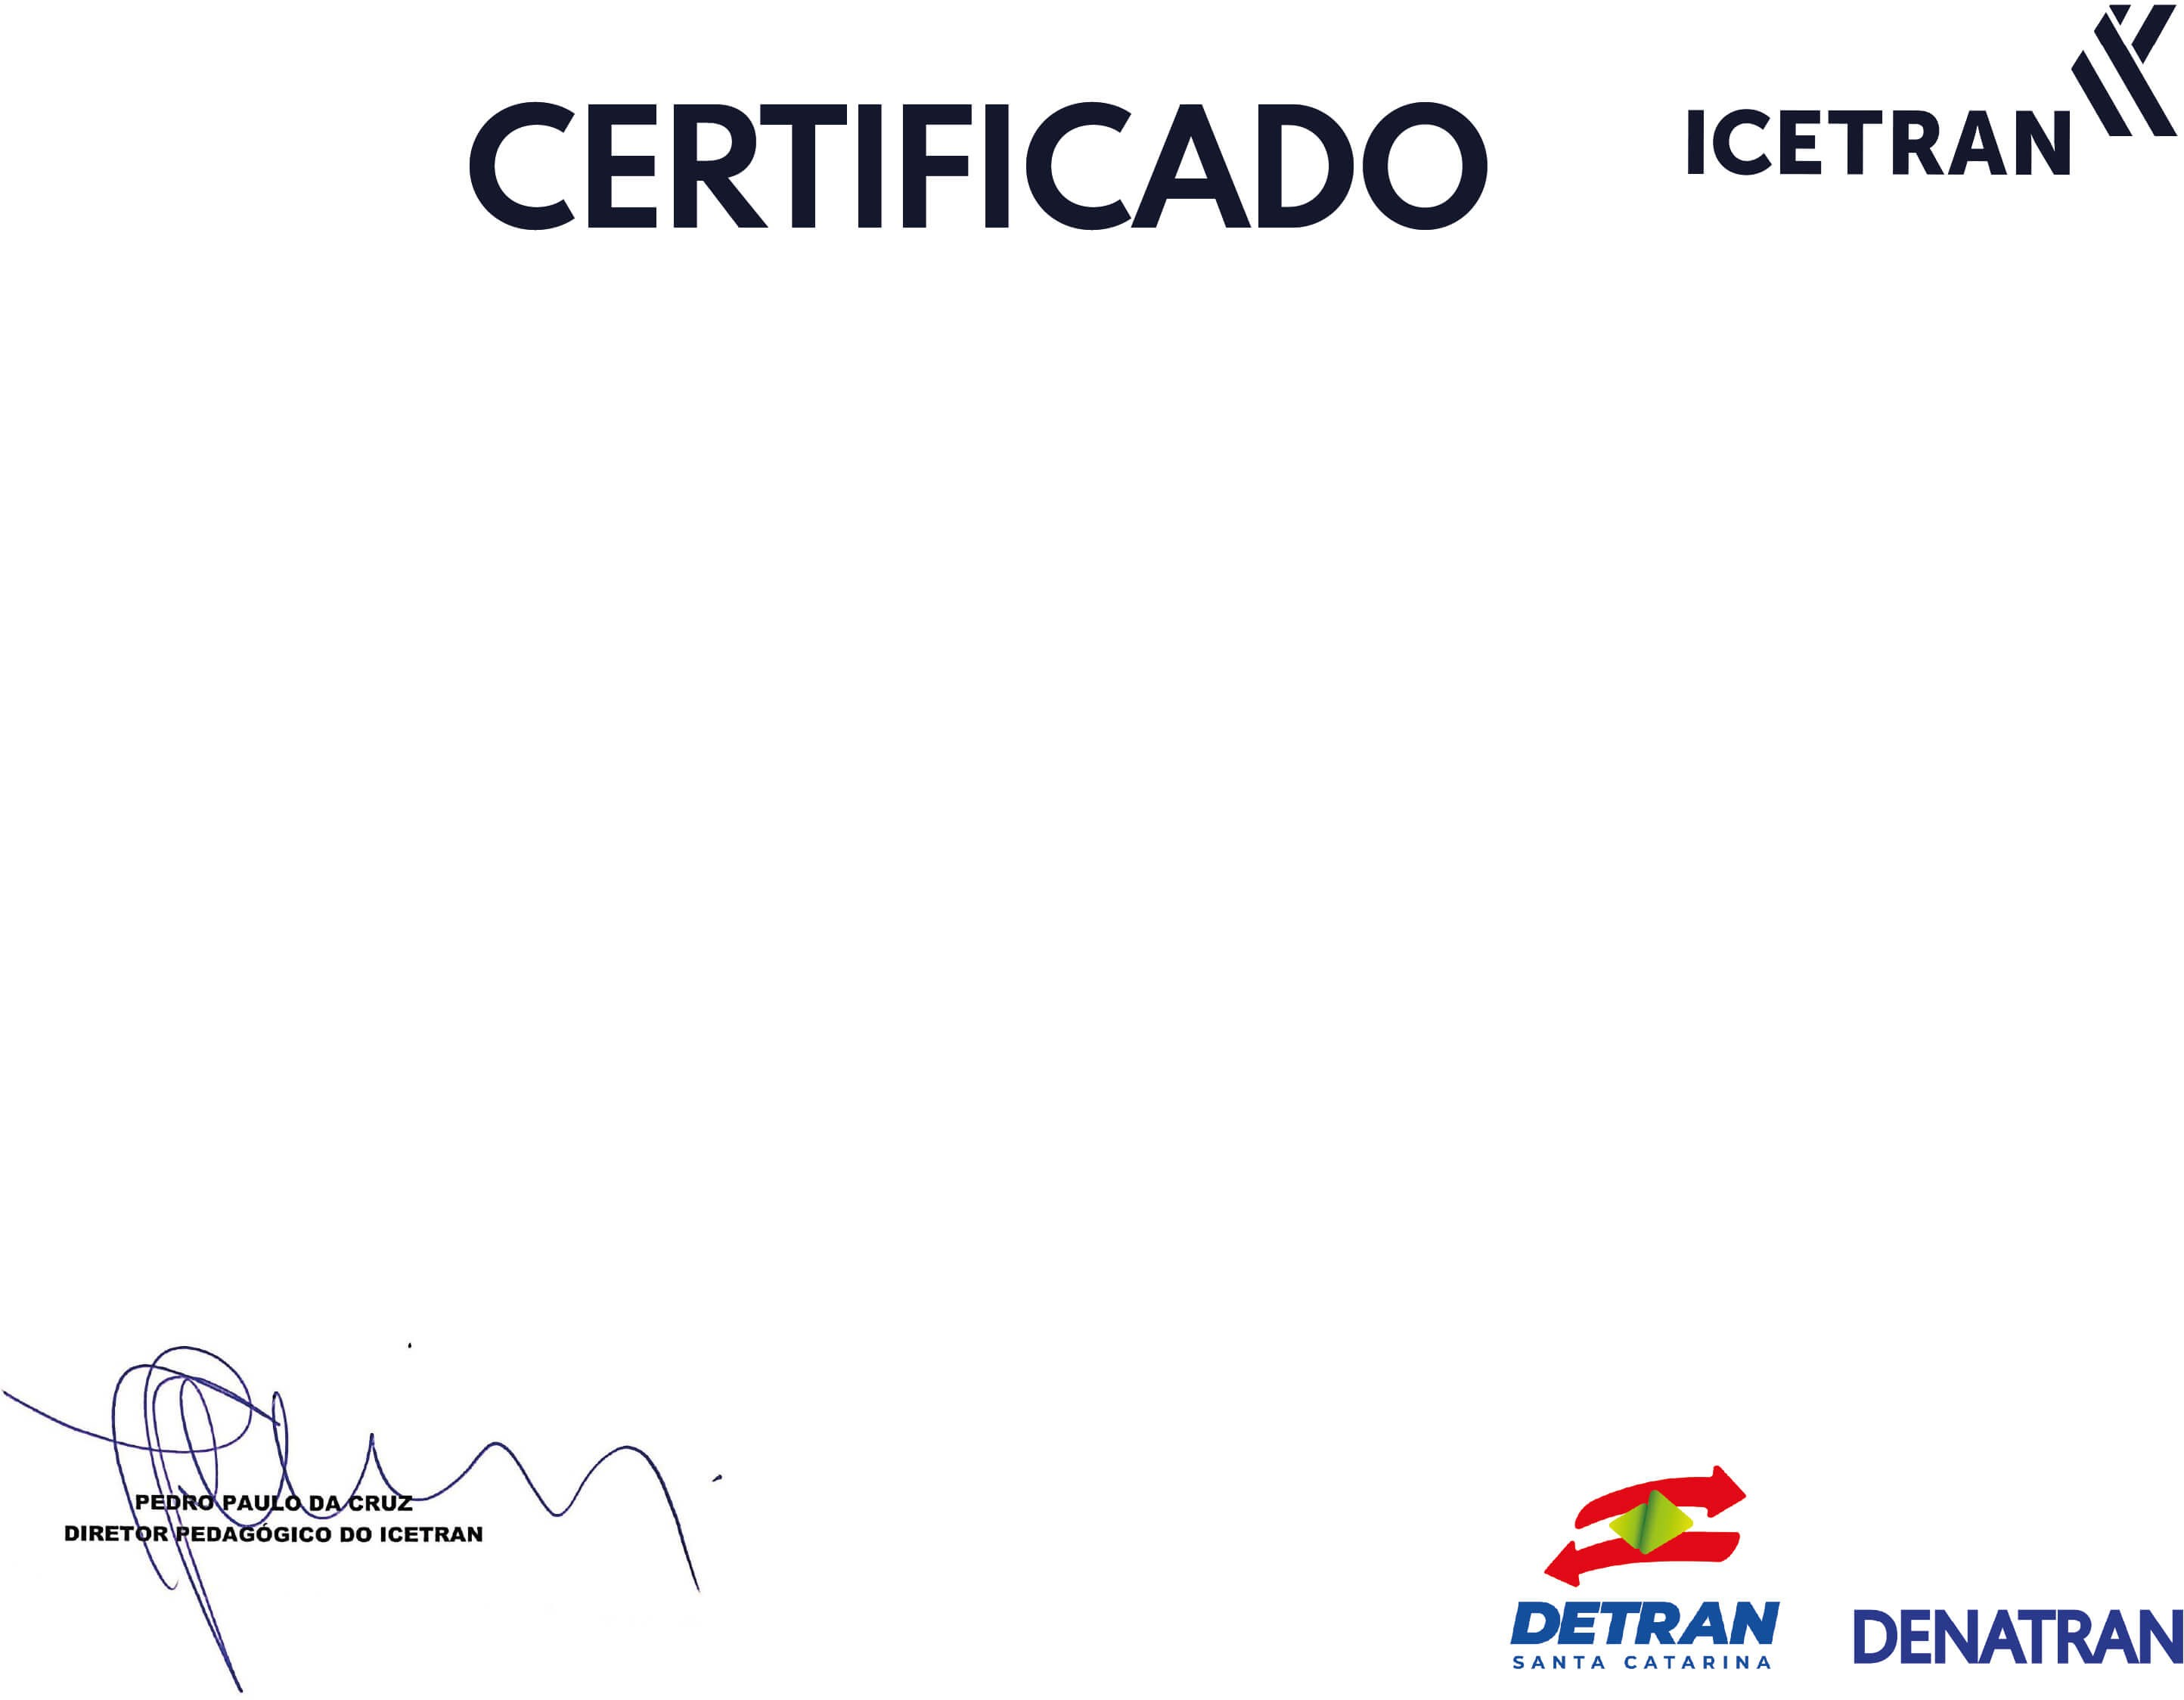 CERTIFICADO
ICETRAN
PEDRO PAULO DA CRUZ
DIRETOR PEDAGÓGICO DO ICETRAN
DETRAN
SANTA CATARINA
DENATRAN